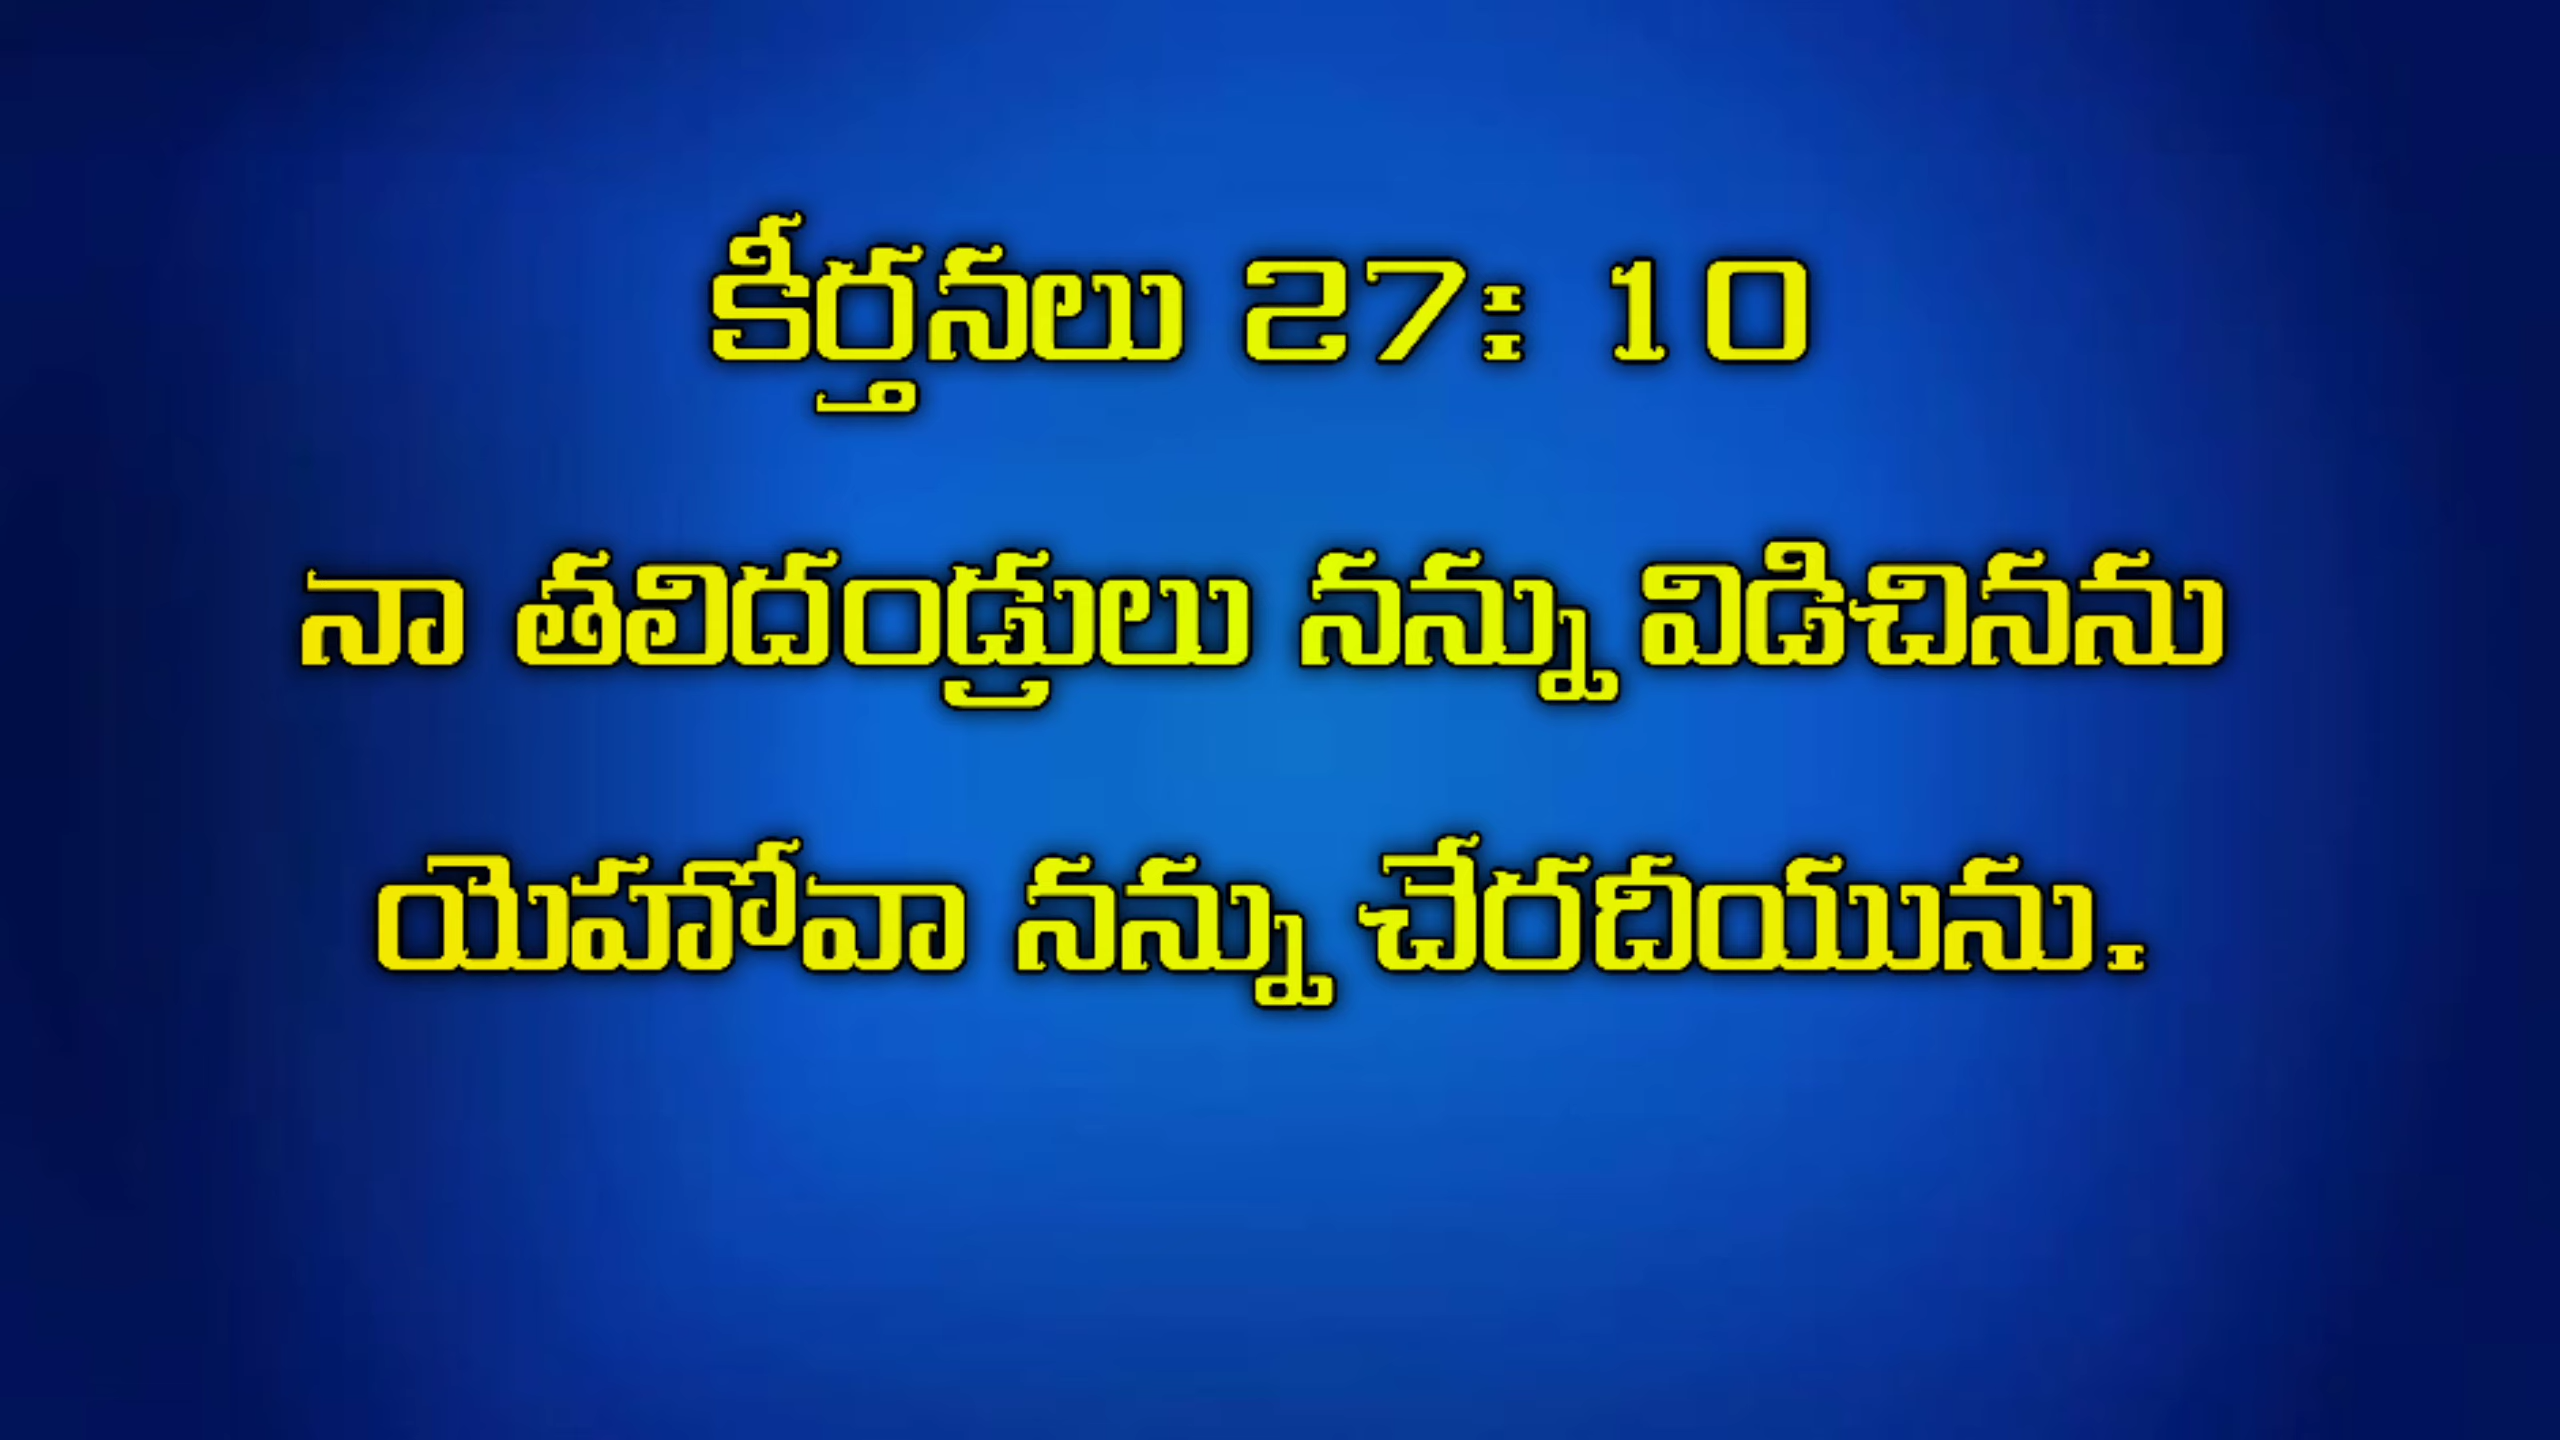 కీర్తనలు 27: 10
నా తలిదండ్రులు నన్ను విడిచినను
యెహోవా నన్ను చేరదీయును.